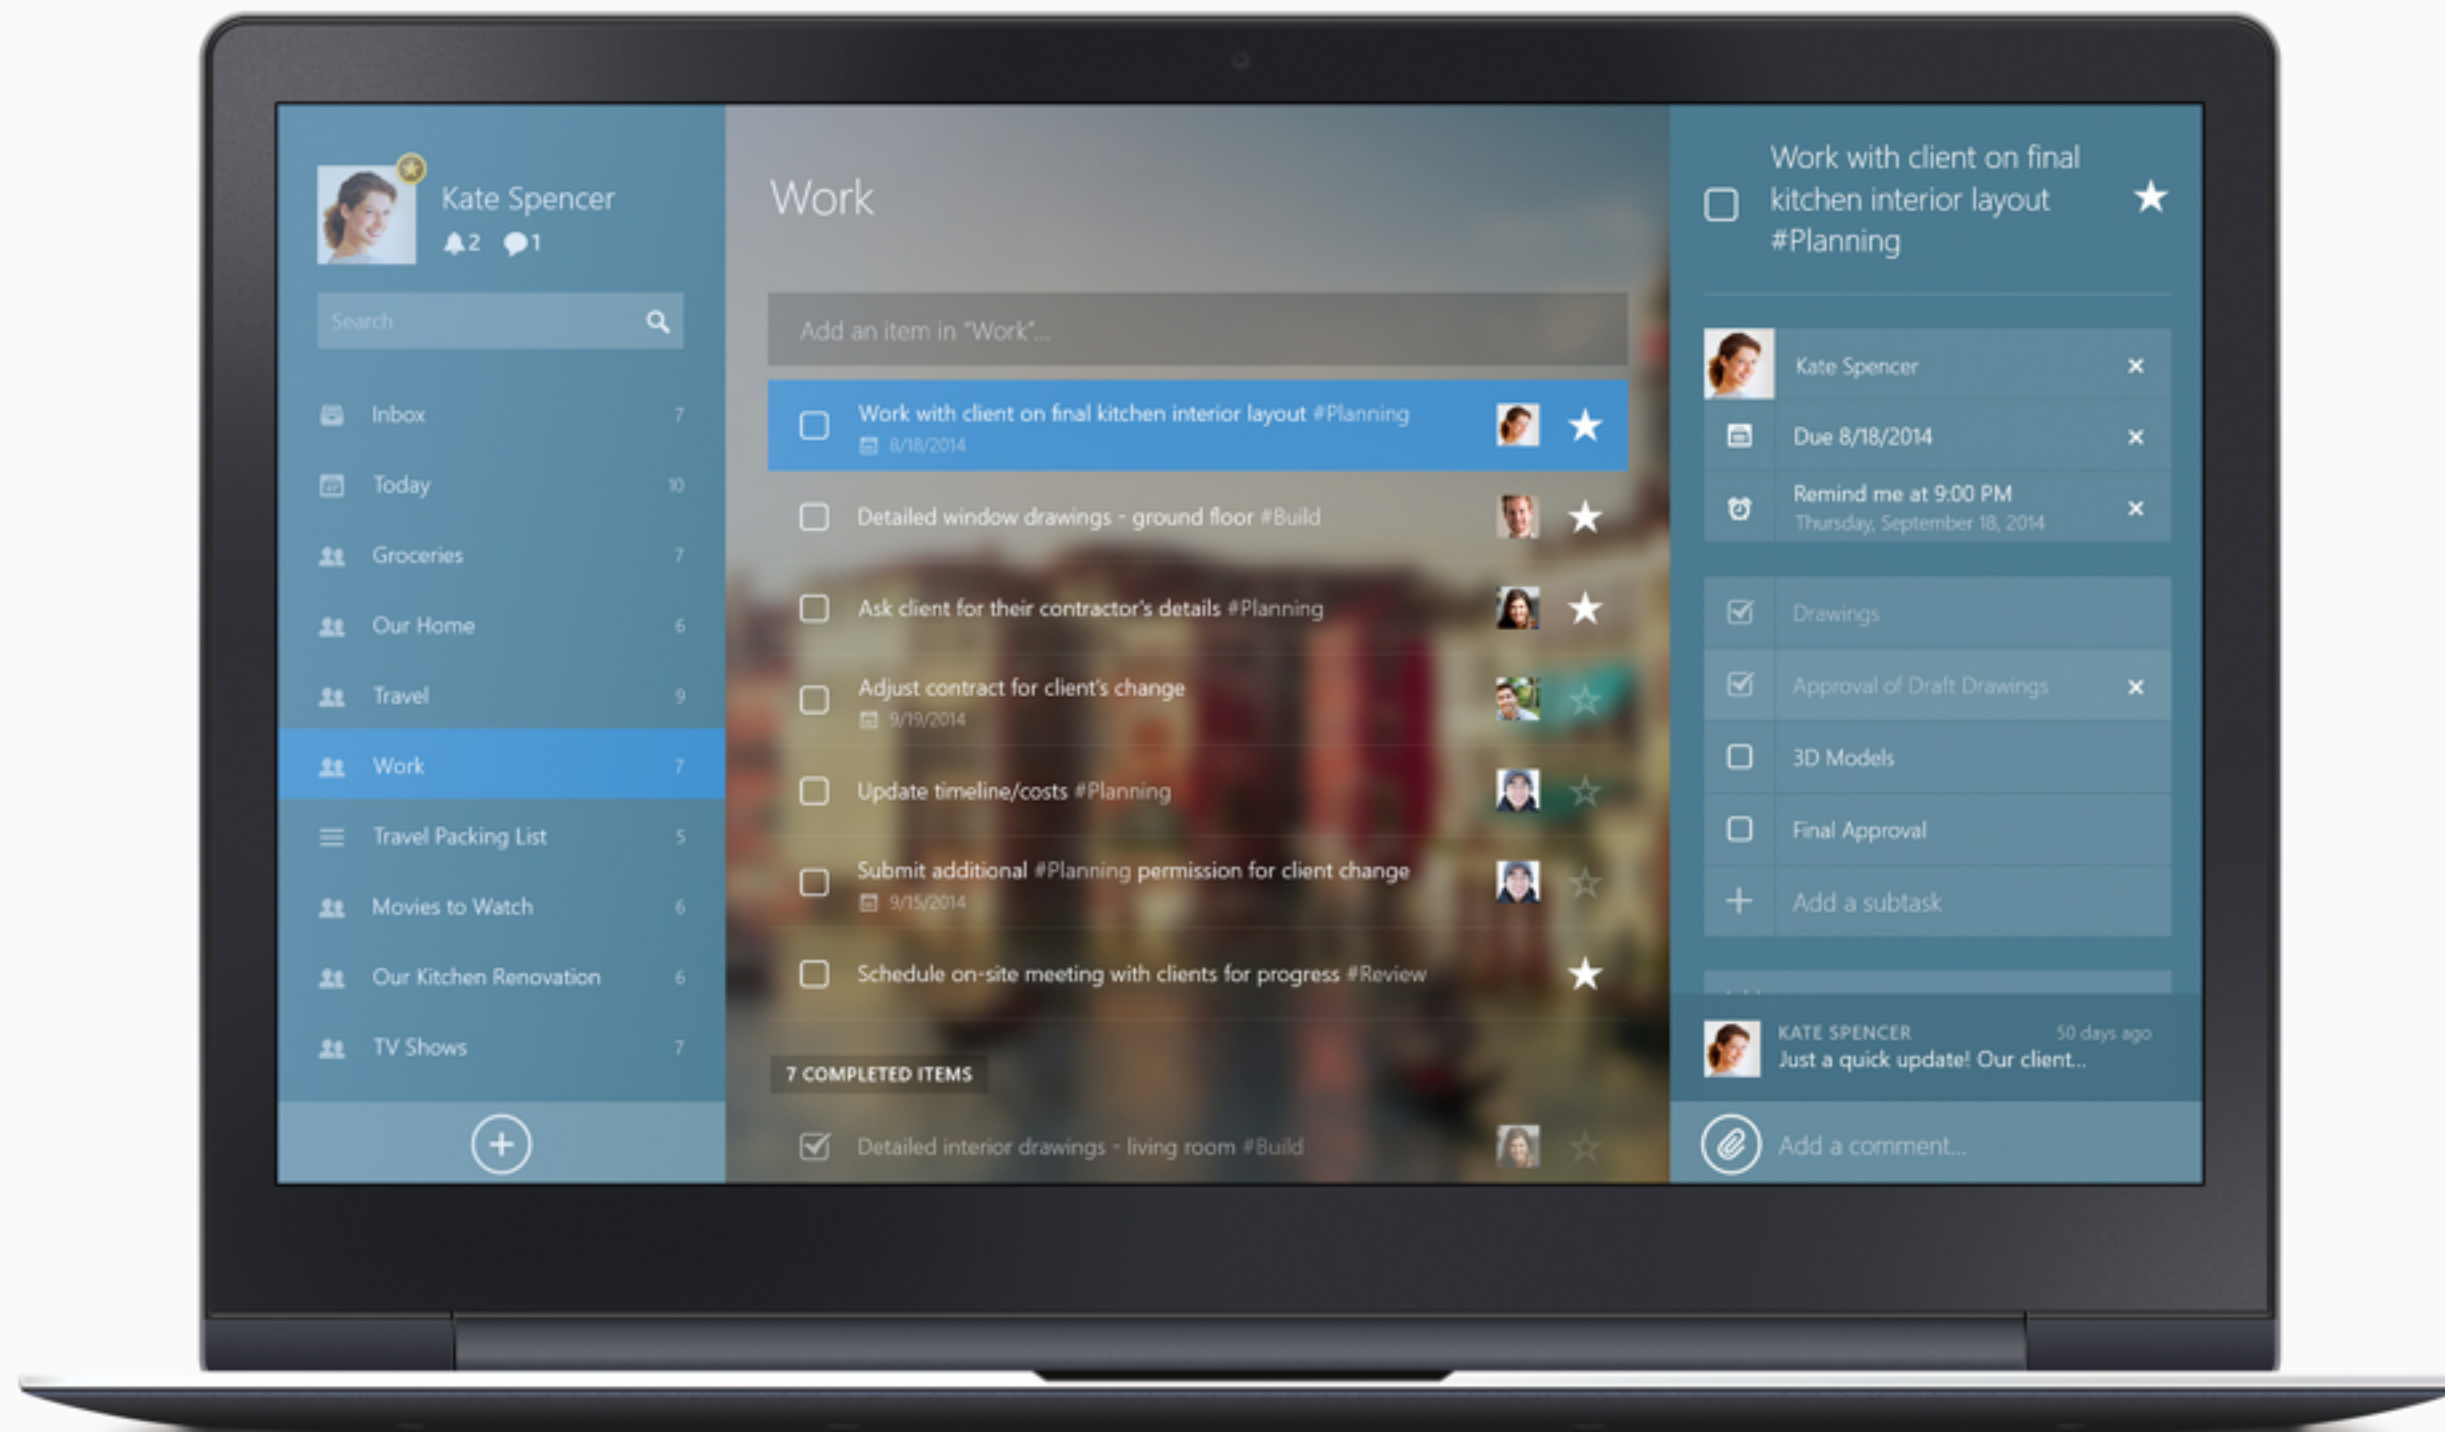 Kate Spencer
2 1
Search
Inbox 7
Today 10
Groceries 7
Our Home 6
Travel 9
Work 7
Travel Packing List 5
Movies to Watch 6
Our Kitchen Renovation 6
TV Shows 7
Work
Add an item in "Work"...
Work with client on final kitchen interior layout #Planning
8/18/2014
Detailed window drawings - ground floor #Build
Ask client for their contractor's details #Planning
Adjust contract for client's change
9/19/2014
Update timeline/costs #Planning
Submit additional #Planning permission for client change
9/15/2014
Schedule on-site meeting with clients for progress #Review
7 COMPLETED ITEMS
Detailed interior drawings - living room #Build
Work with client on final
kitchen interior layout
#Planning
Kate Spencer
Due 8/18/2014
Remind me at 9:00 PM
Thursday, September 18, 2014
Drawings
Approval of Draft Drawings
3D Models
Final Approval
Add a subtask
KATE SPENCER 50 days ago
Just a quick update! Our client...
Add a comment...